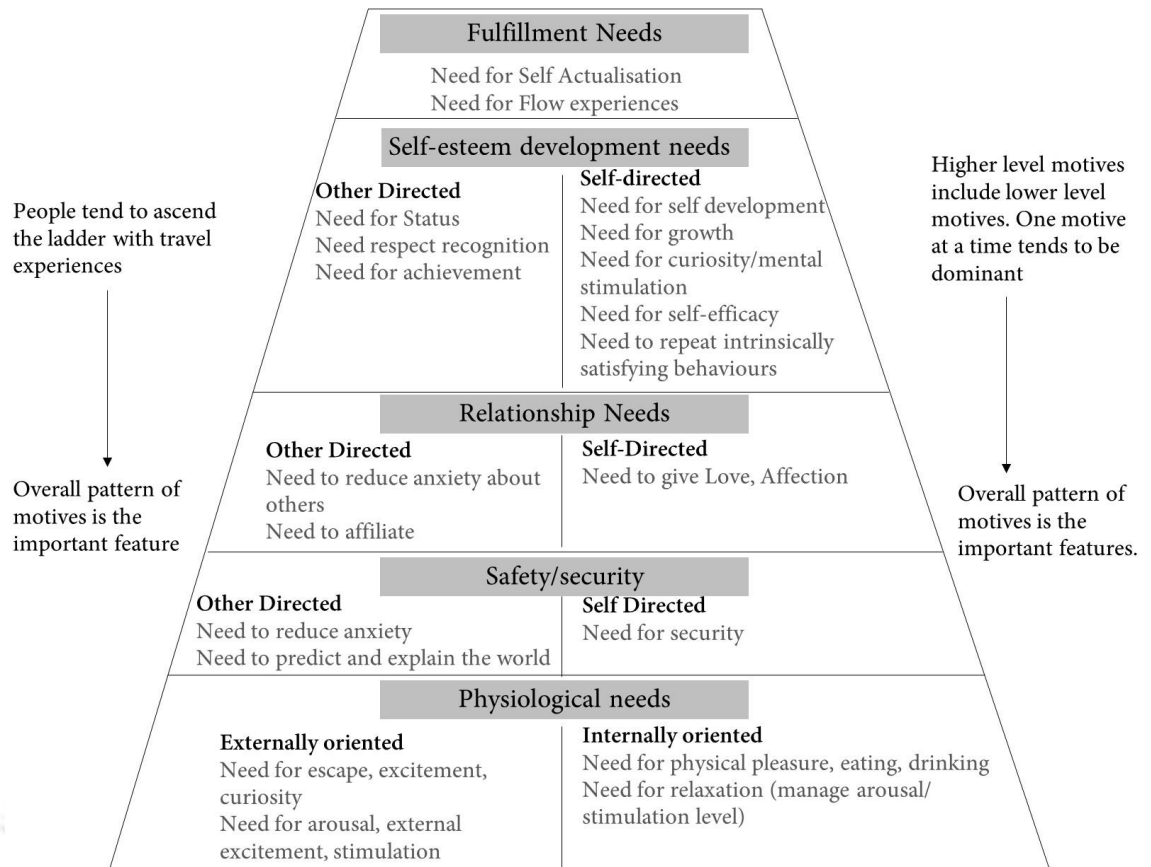 Fulfillment Needs
Need for Self Actualisation
Need for Flow experiences
Self-esteem development needs
Other Directed
Need for Status
Need respect recognition
Need for achievement
Self-directed
Need for self development
Need for growth
Need for curiosity/mental
stimulation
Need for self-efficacy
Need to repeat intrinsically
satisfying behaviours
People tend to ascend
the ladder with travel
experiences
Overall pattern of
motives is the
important feature
Higher level motives
include lower level
motives. One motive
at a time tends to be
dominant
Overall pattern of
motives is the
important features.
Relationship Needs
Other Directed
Need to reduce anxiety about
others
Need to affiliate
Self-Directed
Need to give Love, Affection
Safety/security
Other Directed
Need to reduce anxiety
Need to predict and explain the world
Self Directed
Need for security
Physiological needs
Externally oriented
Need for escape, excitement,
curiosity
Need for arousal, external
excitement, stimulation
Internally oriented
Need for physical pleasure, eating, drinking
Need for relaxation (manage arousal/
stimulation level)